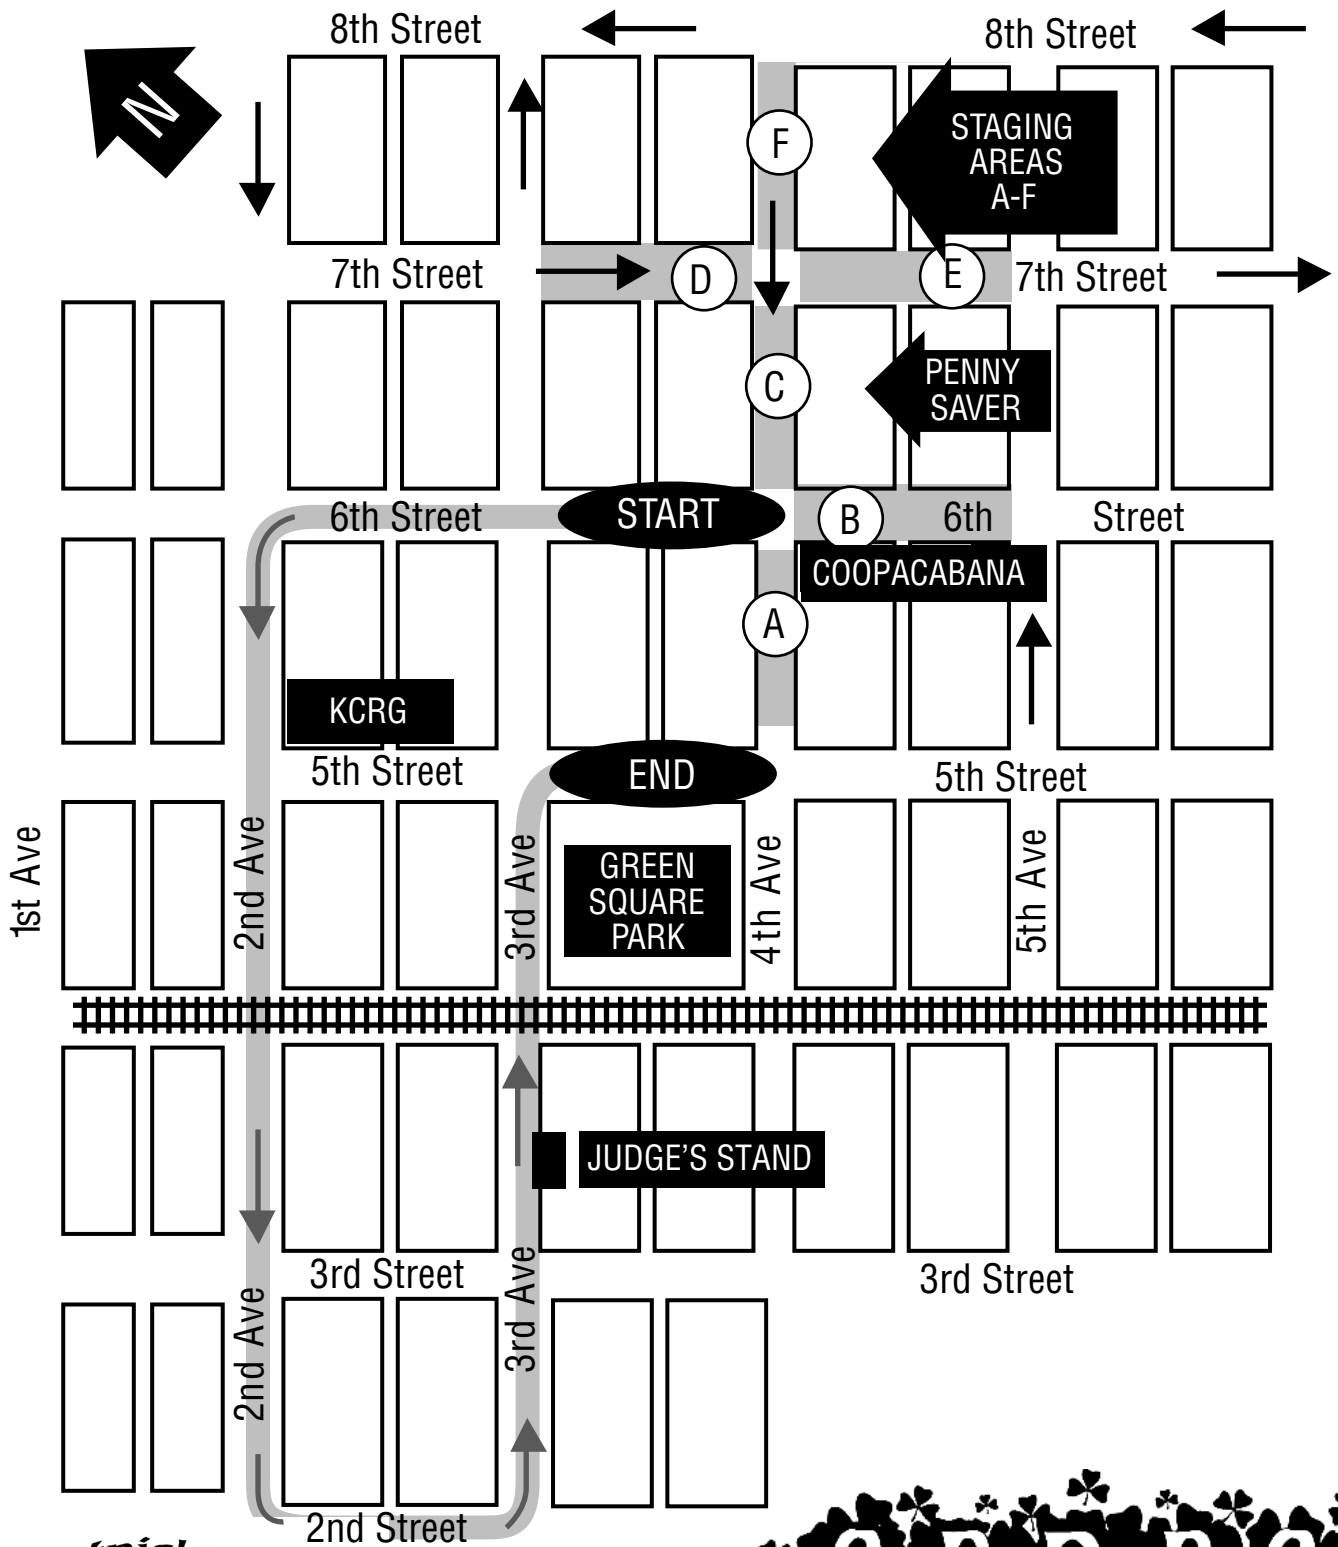 8th Street
8th Street
N
F
STAGING
AREAS
A-F
7th Street
D
E
7th Street
C
PENNY
SAVER
START
6th Street
B
6th
Street
COOPACABANA
A
KCRG
5th Street
END
5th Street
1st Ave
2nd Ave
3rd Ave
GREEN
SQUARE
PARK
4th Ave
5th Ave
JUDGE'S STAND
3rd Street
3rd Street
2nd Ave
3rd Ave
2nd Street